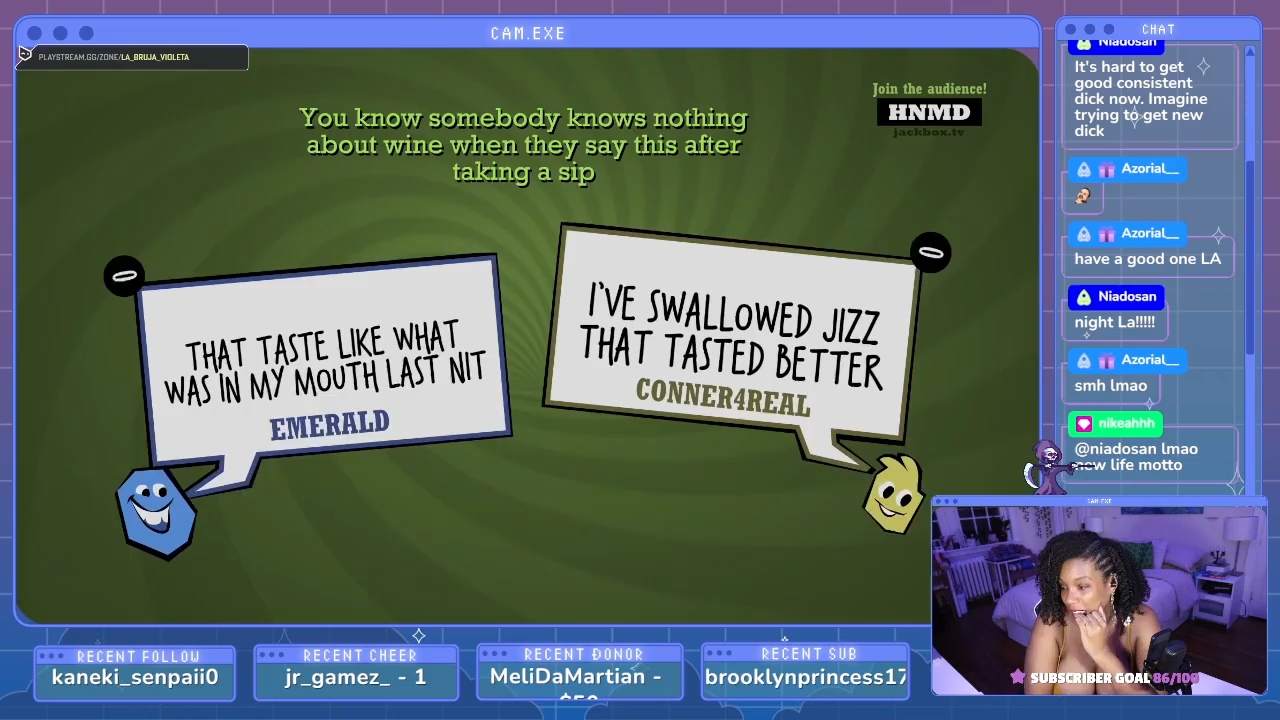 CAM.EXE
PLAYSTREAM.GG/ZONE/LA_BRUJA_VIOLETA
Join the audience!
HNMD
jackbox.tv
You know somebody knows nothing
about wine when they say this after
taking a sip
THAT TASTE LIKE WHAT
WAS IN MY MOUTH LAST NIT
EMERALD
I'VE SWALLOWED JIZZ
THAT TASTED BETTER
CONNER4REAL
CHAT
Niadosan
It's hard to get
good consistent
dick now. Imagine
trying to get new
dick
Azorial__
Azorial__
have a good one LA
Niadosan
night La!!!!!
Azorial__
smh lmao
nikeahhh
@niadosan lmao
new life motto
CAM.EXE
SUBSCRIBER GOAL 86/100
RECENT FOLLOW
kaneki_senpaii0
RECENT CHEER
jr_gamez_ - 1
RECENT DONOR
MeliDaMartian -
$50
RECENT SUB
brooklynprincess17